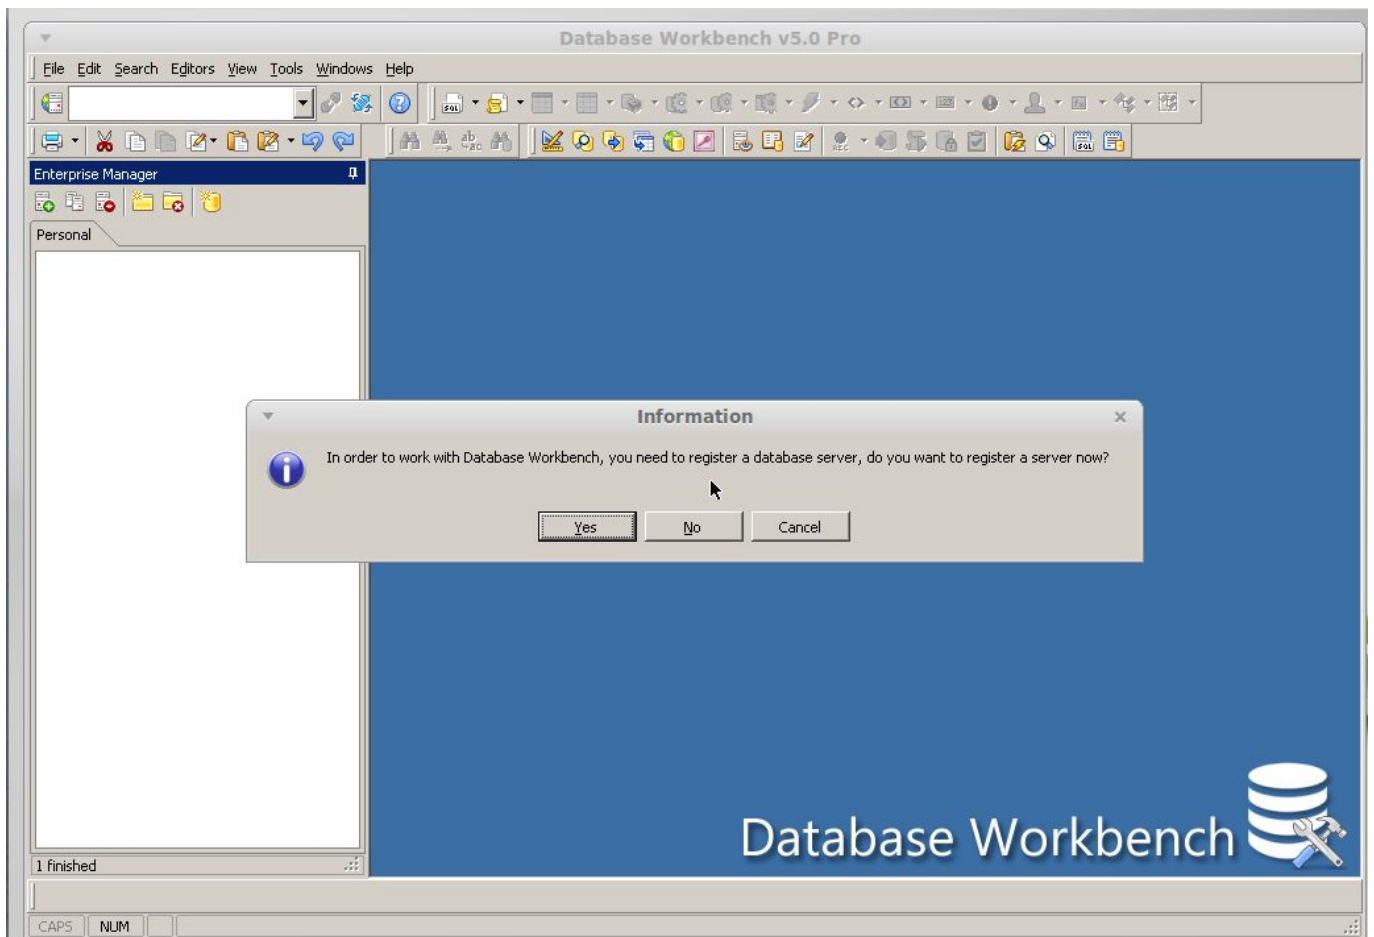 Database Workbench v5.0 Pro
File Edit Search Editors View Tools Windows Help
Enterprise Manager
Personal
Information
In order to work with Database Workbench, you need to register a database server, do you want to register a server now?
Yes No Cancel
Database Workbench
1 finished
CAPS NUM